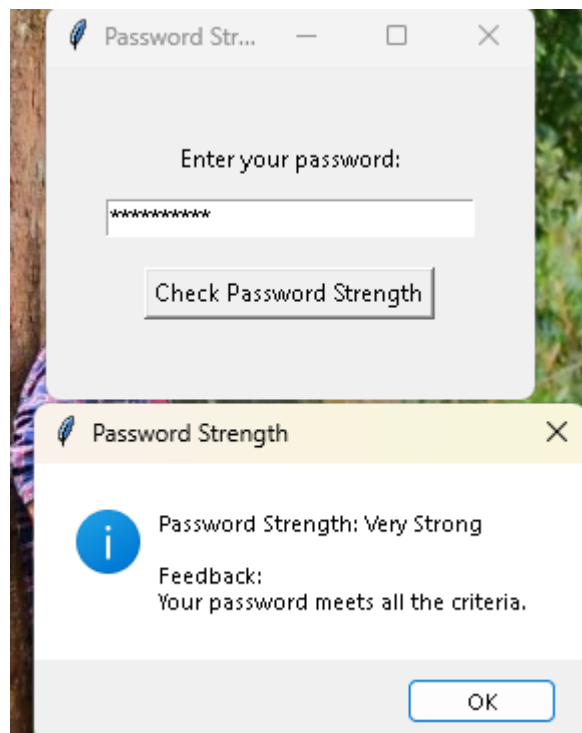 Password Str...
Enter your password:
**********
Check Password Strength
Password Strength
Password Strength: Very Strong
Feedback:
Your password meets all the criteria.
OK